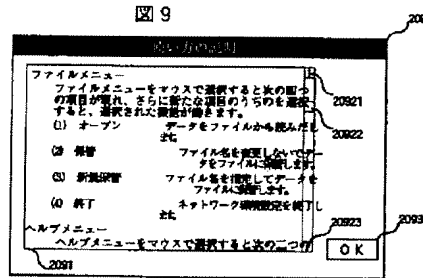 図 9
使い方の説明
ファイルメニュー
ファイルメニューをマウスで選択すると次の四つ
の項目が現れ、さらに新たな項目のうちのを選択
すると、選択された機能が働きます。
(1) オープン データをファイルから読みだし
ます。
(2) 保管 ファイル名を変更しないでデー
タをファイルに保管します。
(3) 新規保管 ファイル名を指定してデータを
ファイルに保管します。
(4) 終了 ネットワーク環境設定を終了し
ます。
ヘルプメニュー
ヘルプメニューをマウスで選択すると次の二つの
OK
20921
20922
20923
2091
2093